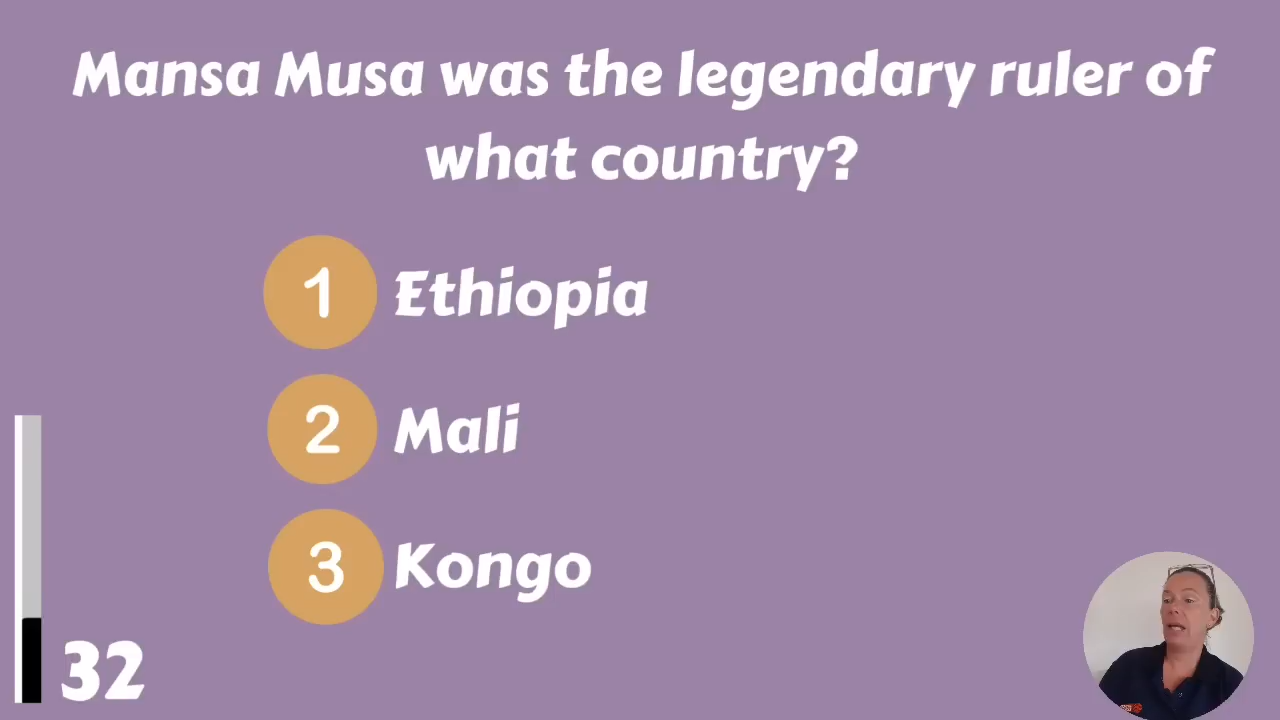 Mansa Musa was the legendary ruler of
what country?
1 Ethiopia
2 Mali
3 Kongo
32